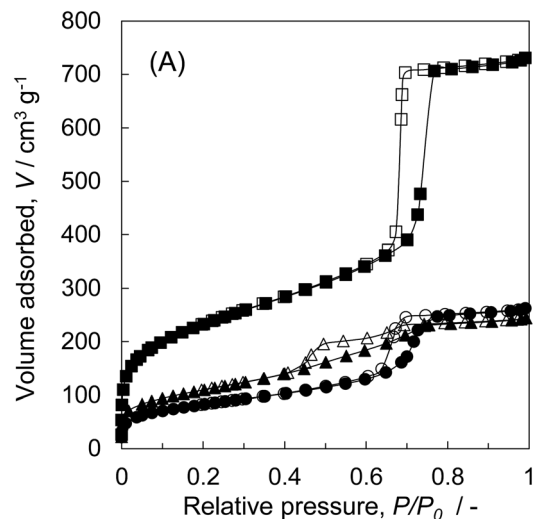 (A)
Volume adsorbed, V / cm³ g⁻¹
800
700
600
500
400
300
200
100
0
0 0.2 0.4 0.6 0.8 1
Relative pressure, P/P₀ / -